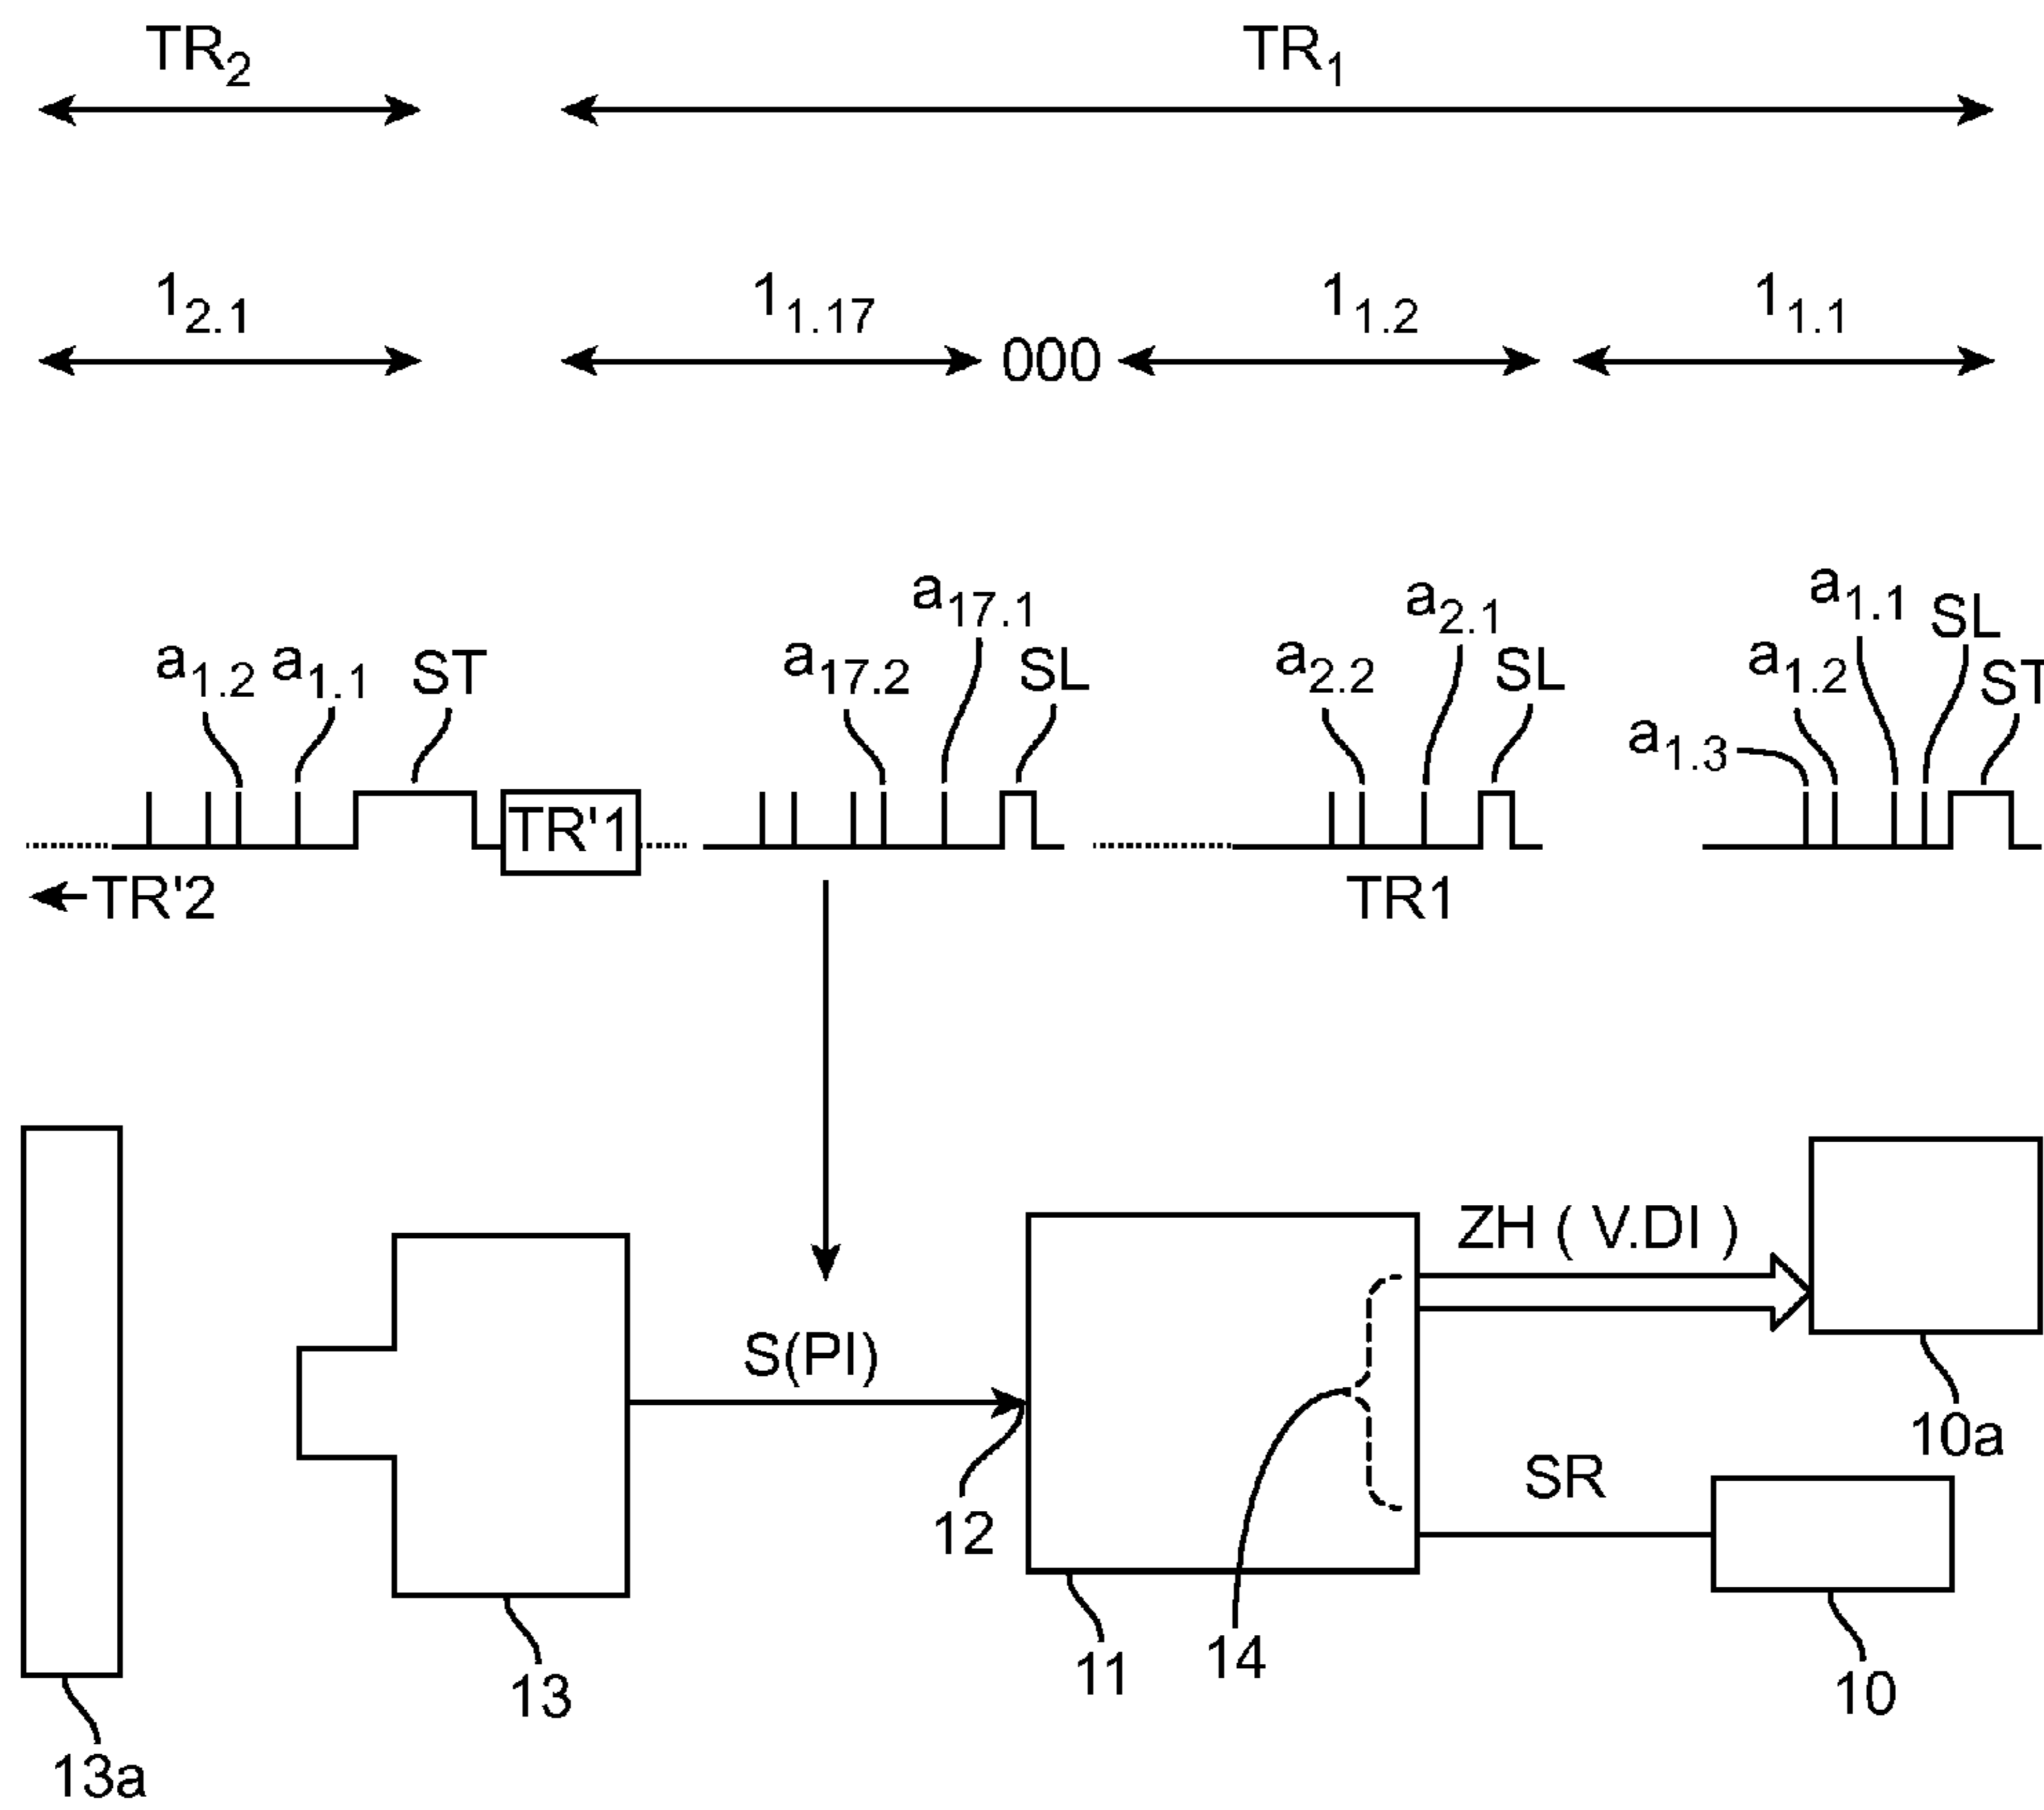 TR₂ TR₁
1₂.₁ 1₁.₁₇ 000 1₁.₂ 1₁.₁
a₁.₂ a₁.₁ ST a₁₇.₂ a₁₇.₁ SL a₂.₂ a₂.₁ SL a₁.₃ a₁.₂ a₁.₁ SL ST
TR'1
TR'2 TR1
ZH ( V.DI )
S(PI)
10a
SR
12
14
11
13
10
13a